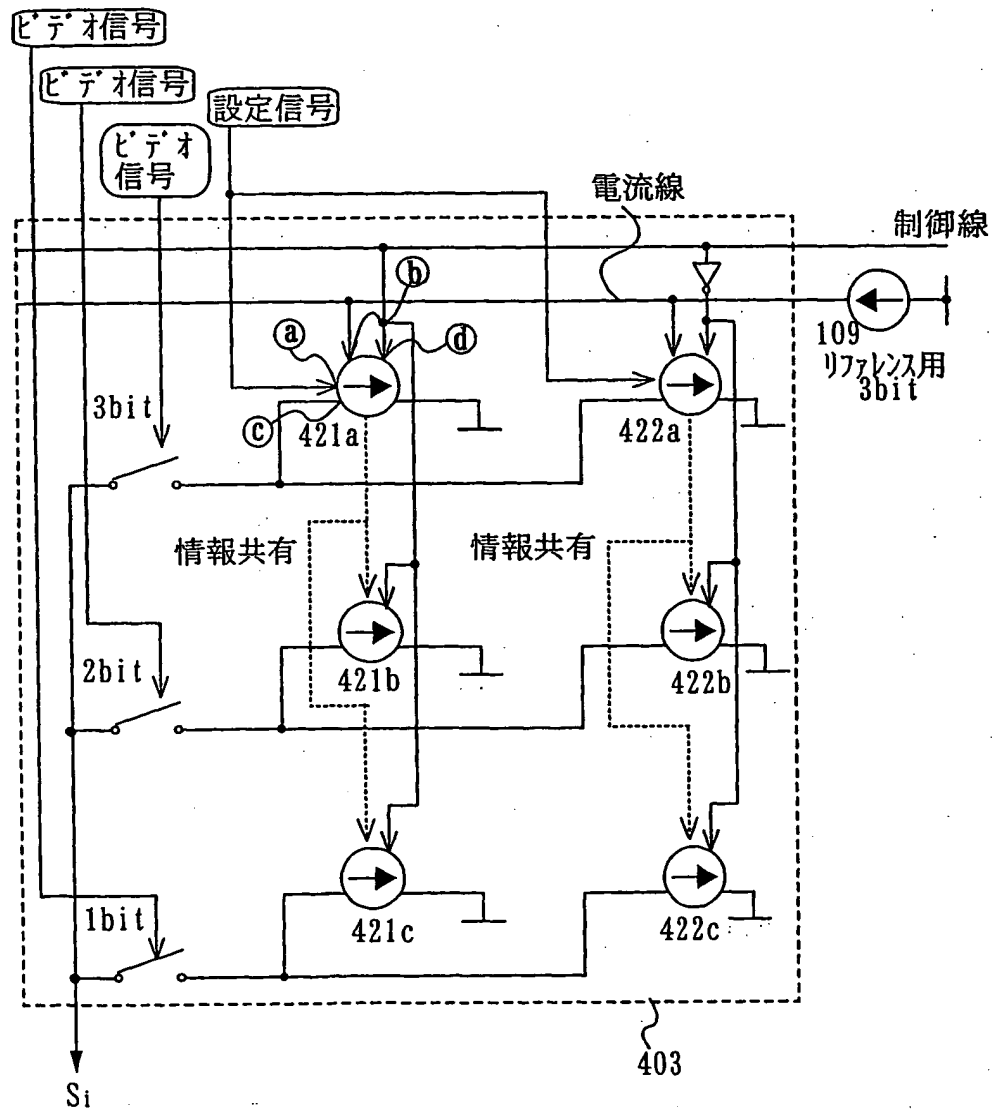 ビデオ信号
ビデオ信号
設定信号
ビデオ
信号
電流線
制御線
ⓑ
ⓐ
ⓓ
109
リファレンス用
3bit
3bit
ⓒ
421a
422a
情報共有
情報共有
2bit
421b
422b
1bit
421c
422c
403
Si